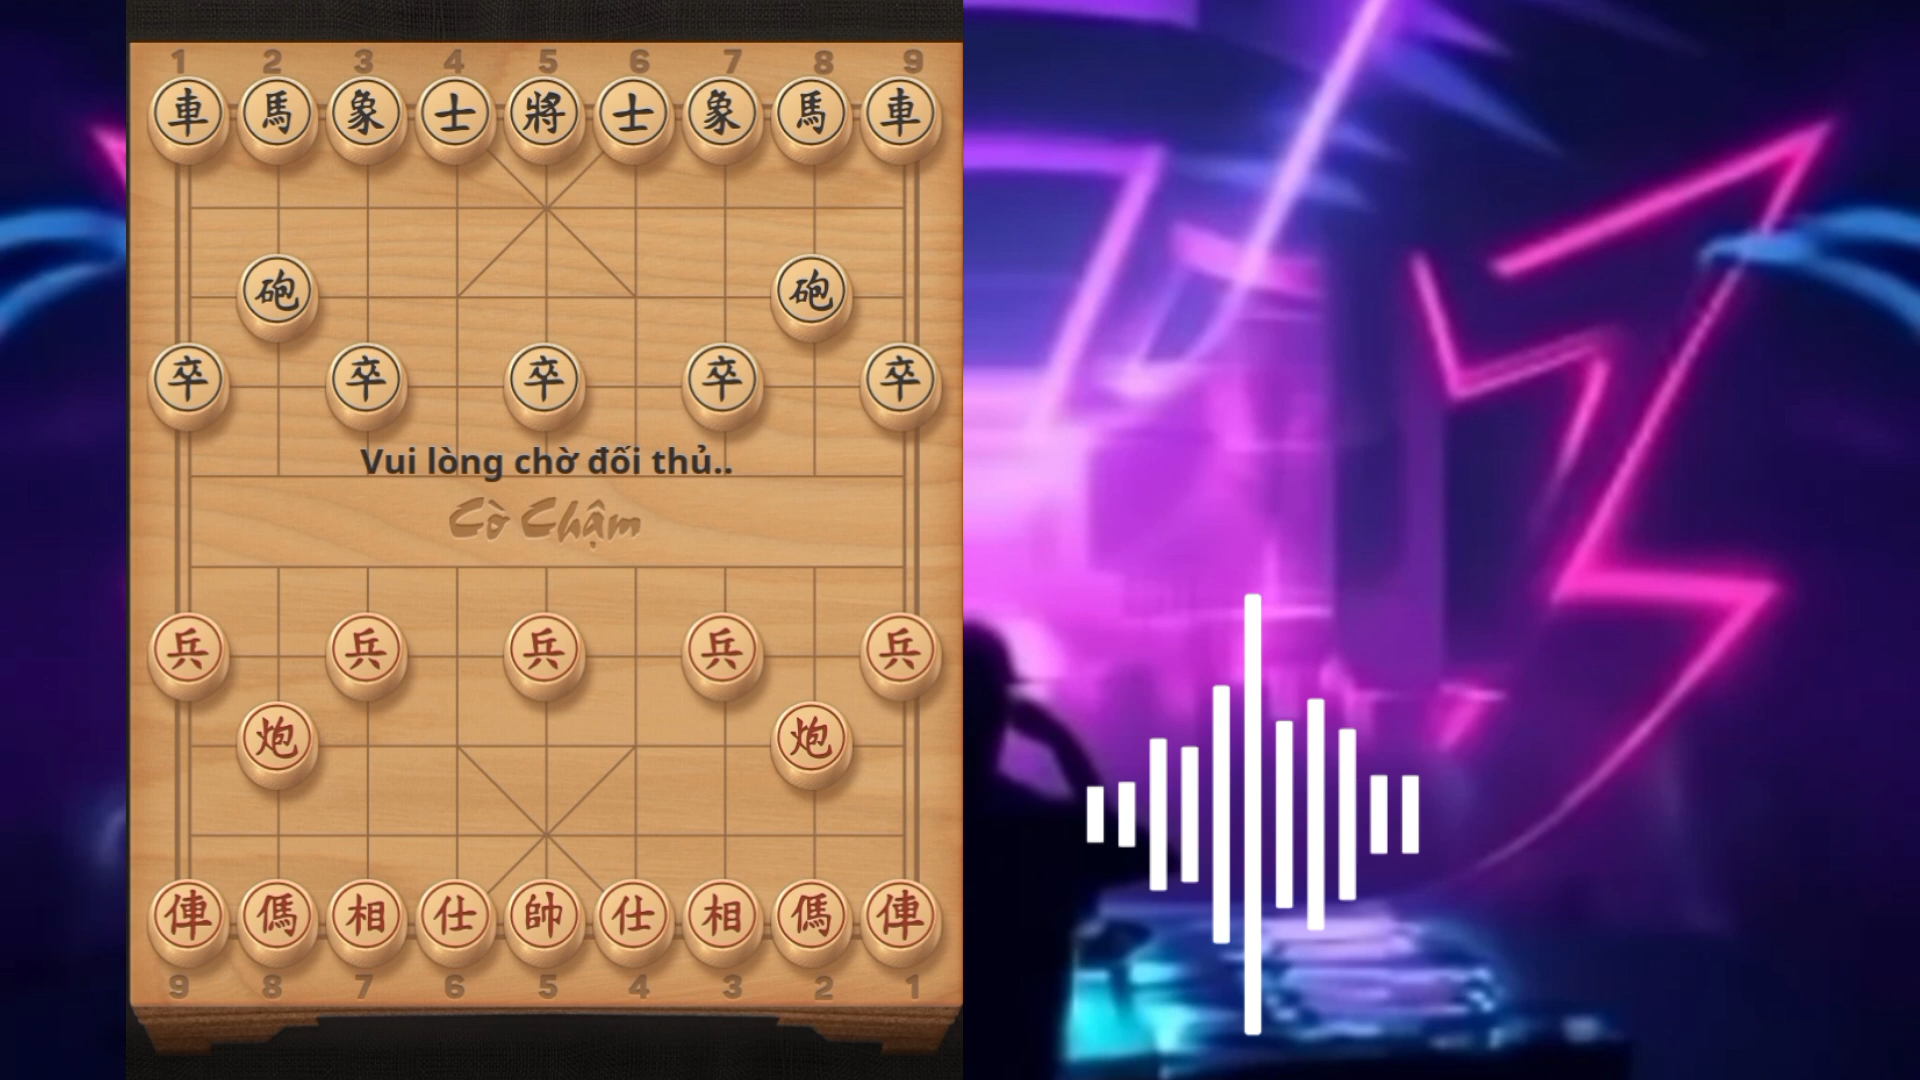 1 2 3 4 5 6 7 8 9
車 馬 象 士 將 士 象 馬 車
砲 砲
卒 卒 卒 卒 卒
Vui lòng chờ đối thủ..
Cờ Chậm
兵 兵 兵 兵 兵
炮 炮
俥 傌 相 仕 帥 仕 相 傌 俥
9 8 7 6 5 4 3 2 1